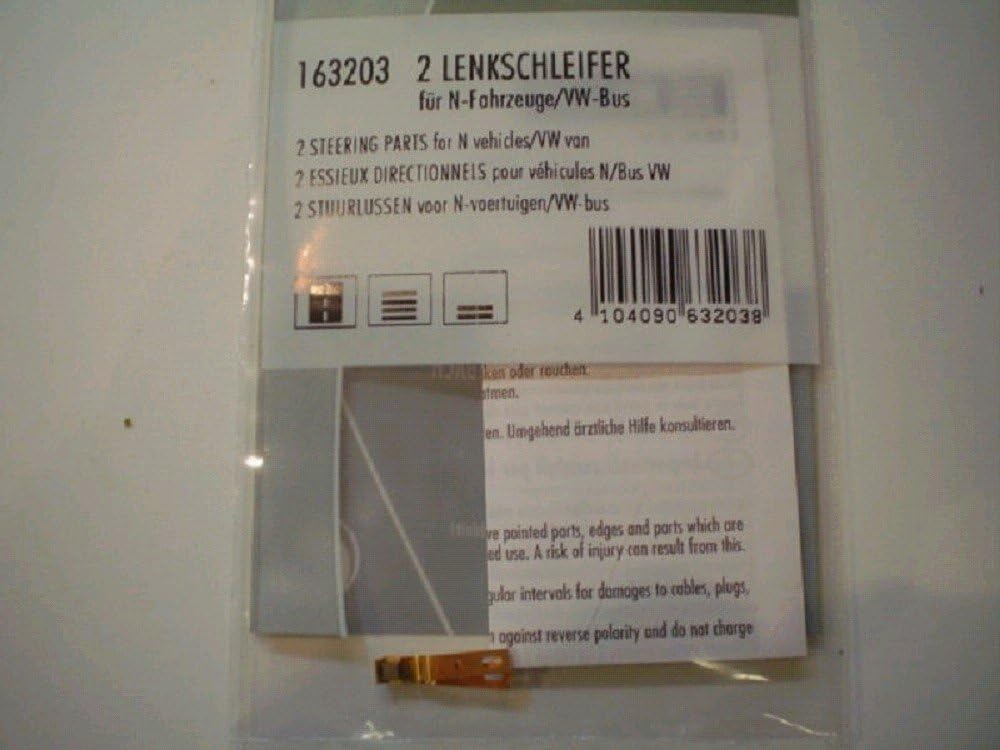 163203 2 LENKSCHLEIFER
für N-Fahrzeuge/VW-Bus
2 STEERING PARTS for N vehicles/VW van
2 ESSIEUX DIRECTIONNELS pour véhicules N/Bus VW
2 STUURLUSSEN voor N-voertuigen/VW-bus
4 104090 632038
ken oder rauchen.
atmen.
en. Umgehend ärztliche Hilfe konsultieren.
ve pointed parts, edges and parts which are
ed use. A risk of injury can result from this.
gular intervals for damages to cables, plugs,
against reverse polarity and do not charge